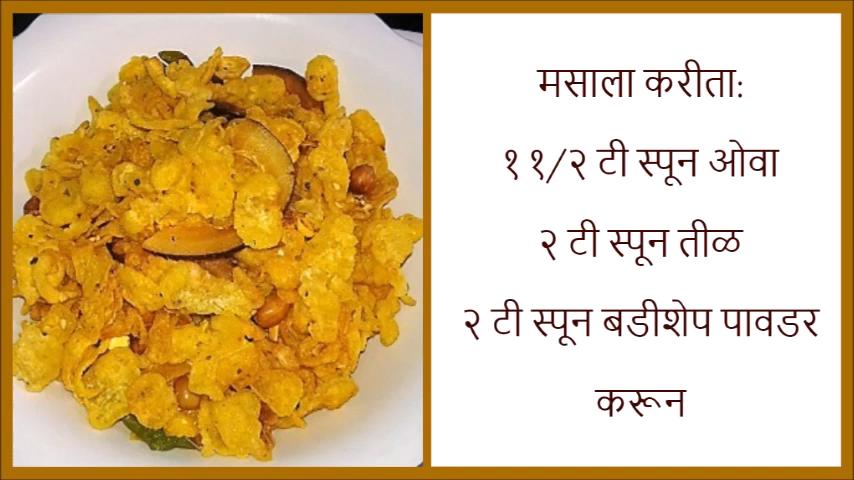 मसाला करीता:
१ १/२ टी स्पून ओवा
२ टी स्पून तीळ
२ टी स्पून बडीशेप पावडर
करून